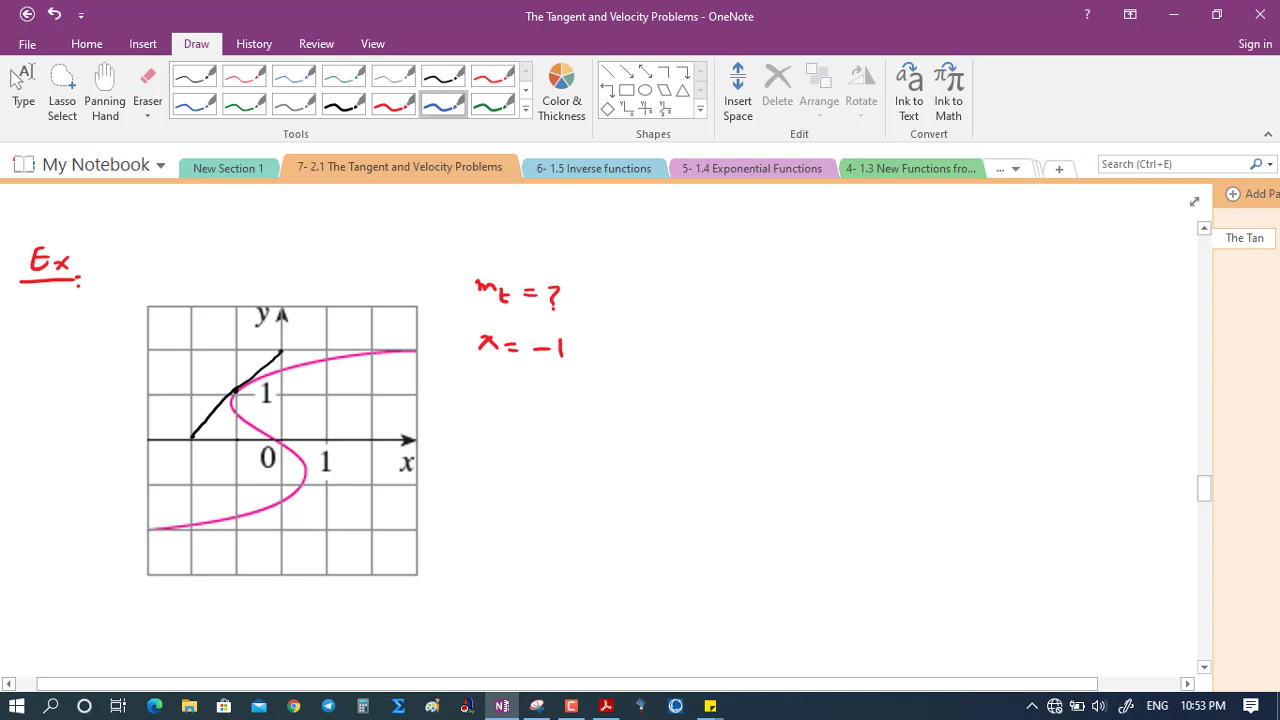 The Tangent and Velocity Problems - OneNote
File Home Insert Draw History Review View
Sign in
Type
Lasso Select
Panning Hand
Eraser
Color & Thickness
Insert Space
Delete
Arrange
Rotate
Ink to Text
Ink to Math
Tools
Shapes
Edit
Convert
My Notebook
New Section 1
7- 2.1 The Tangent and Velocity Problems
6- 1.5 Inverse functions
5- 1.4 Exponential Functions
4- 1.3 New Functions fro...
...
Search (Ctrl+E)
Add Pa
The Tan
Ex:
m_t = ?
x = -1
y
1
0
1
x
ENG
10:53 PM